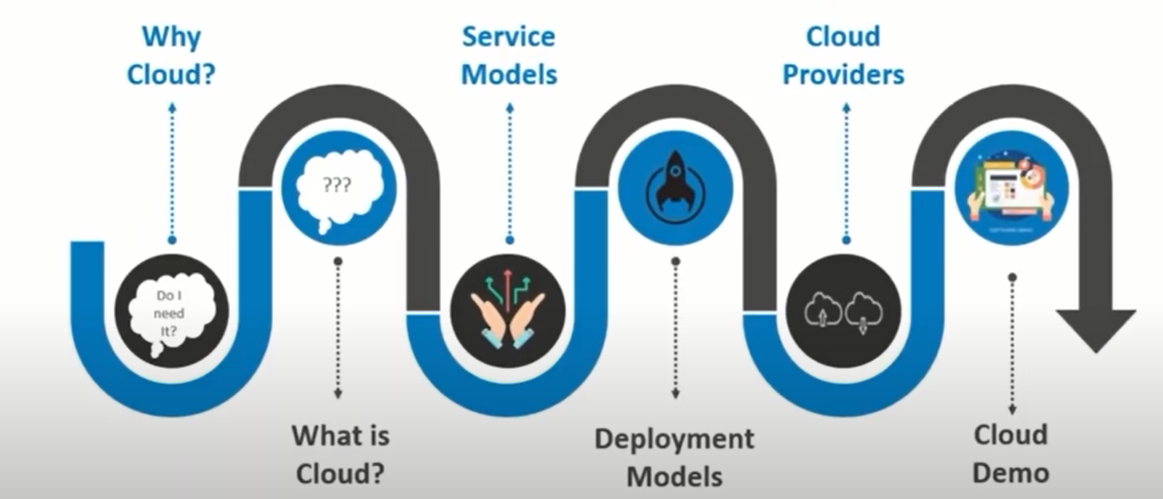 Why
Cloud?
Service
Models
Cloud
Providers
???
Do I
need
It?
What is
Cloud?
Deployment
Models
Cloud
Demo